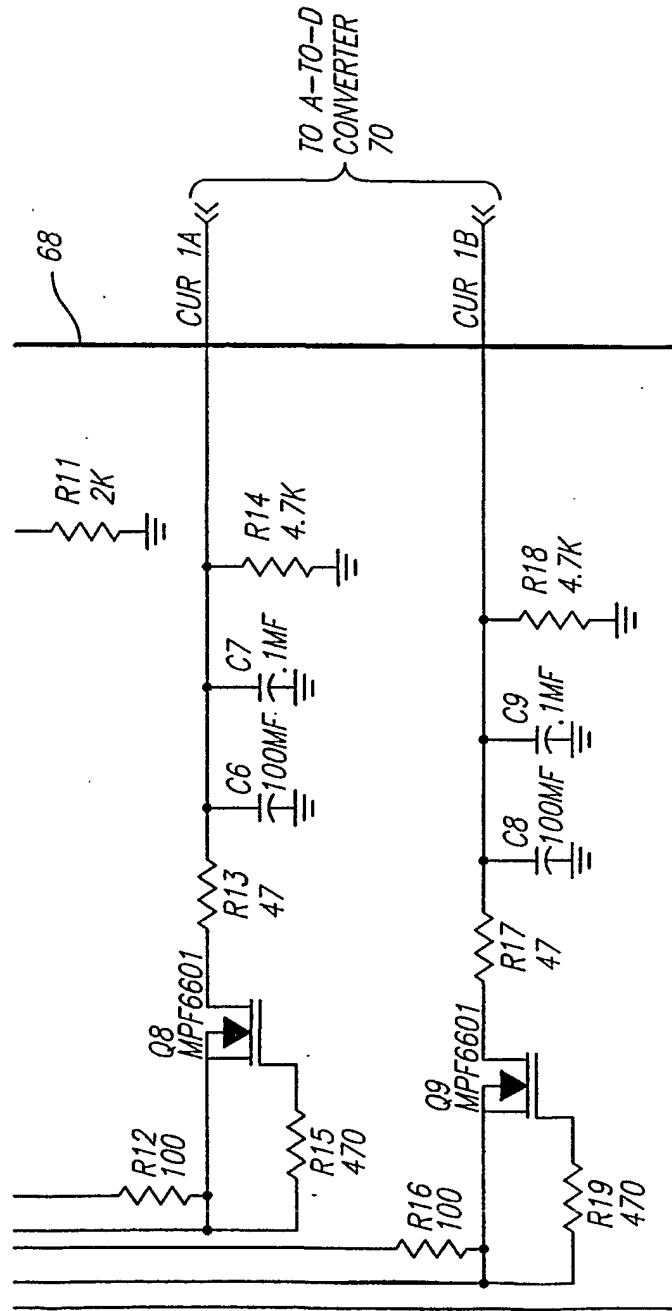 68
R11
2K
CUR 1A
TO A-TO-D
CONVERTER
70
R14
4.7K
C7
.1MF
C6
100MF
R13
47
Q8
MPF6601
R12
100
R15
470
CUR 1B
R18
4.7K
C9
.1MF
C8
100MF
R17
47
Q9
MPF6601
R16
100
R19
470